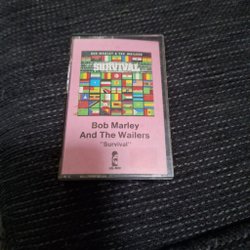 BOB MARLEY & THE WAILERS
SURVIVAL
Bob Marley
And The Wailers
"Survival"